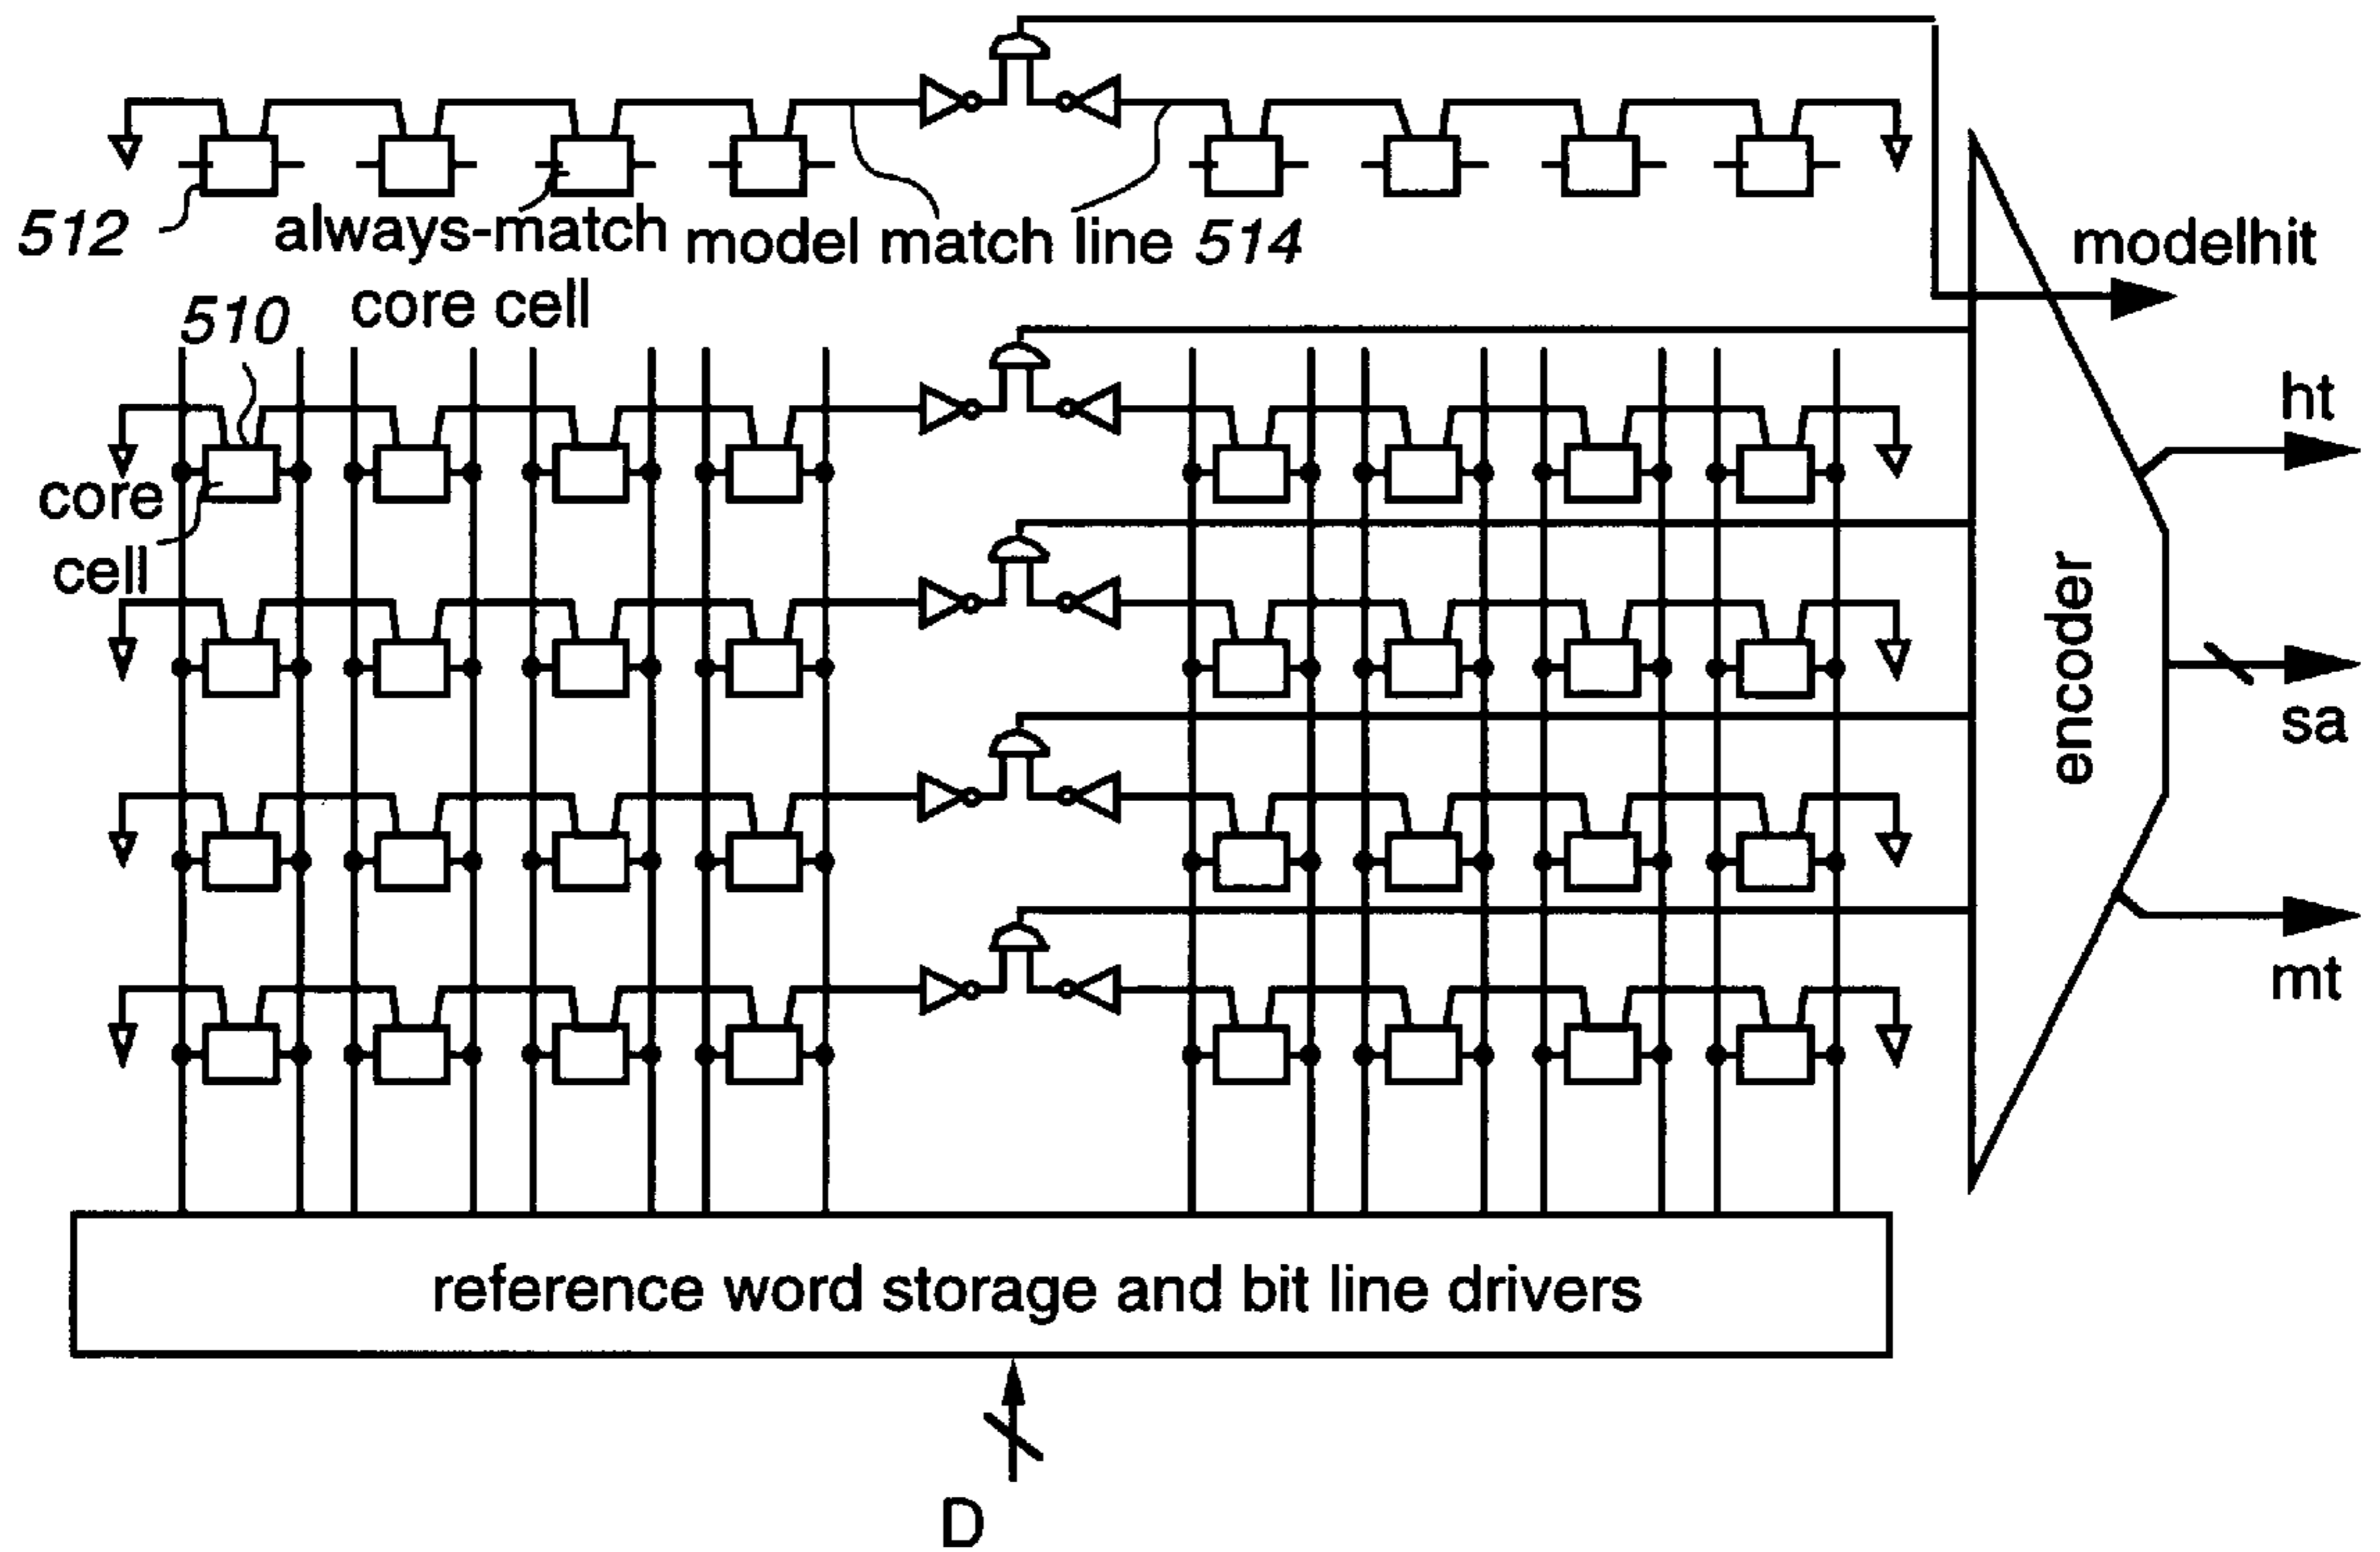 512
always-match
core cell
model match line 514
modelhit
510
ht
core
cell
encoder
sa
mt
reference word storage and bit line drivers
D